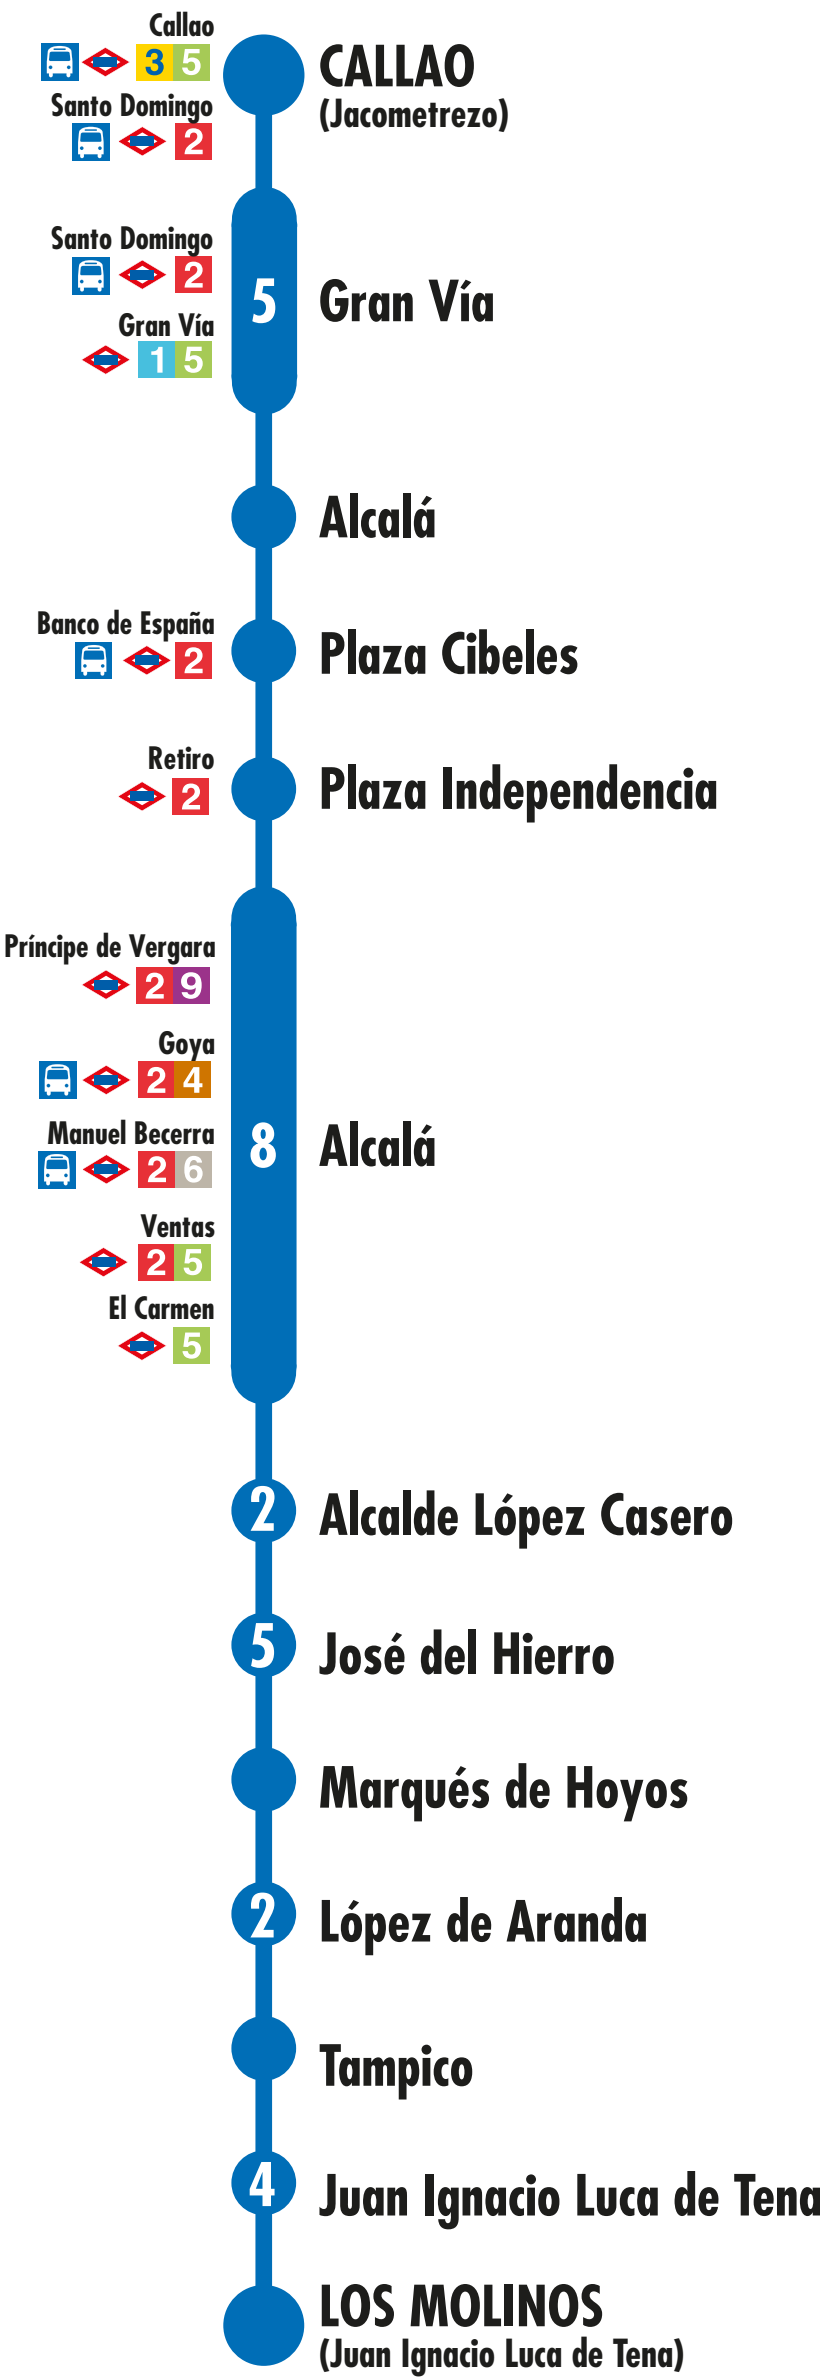 Callao
3 5
CALLAO
(Jacometrezo)
Santo Domingo
2
Santo Domingo
2
5
Gran Vía
Gran Vía
1 5
Alcalá
Banco de España
2
Plaza Cibeles
Retiro
2
Plaza Independencia
Príncipe de Vergara
2 9
Goya
2 4
Manuel Becerra
2 6
8
Alcalá
Ventas
2 5
El Carmen
5
2
Alcalde López Casero
5
José del Hierro
Marqués de Hoyos
2
López de Aranda
Tampico
4
Juan Ignacio Luca de Tena
LOS MOLINOS
(Juan Ignacio Luca de Tena)